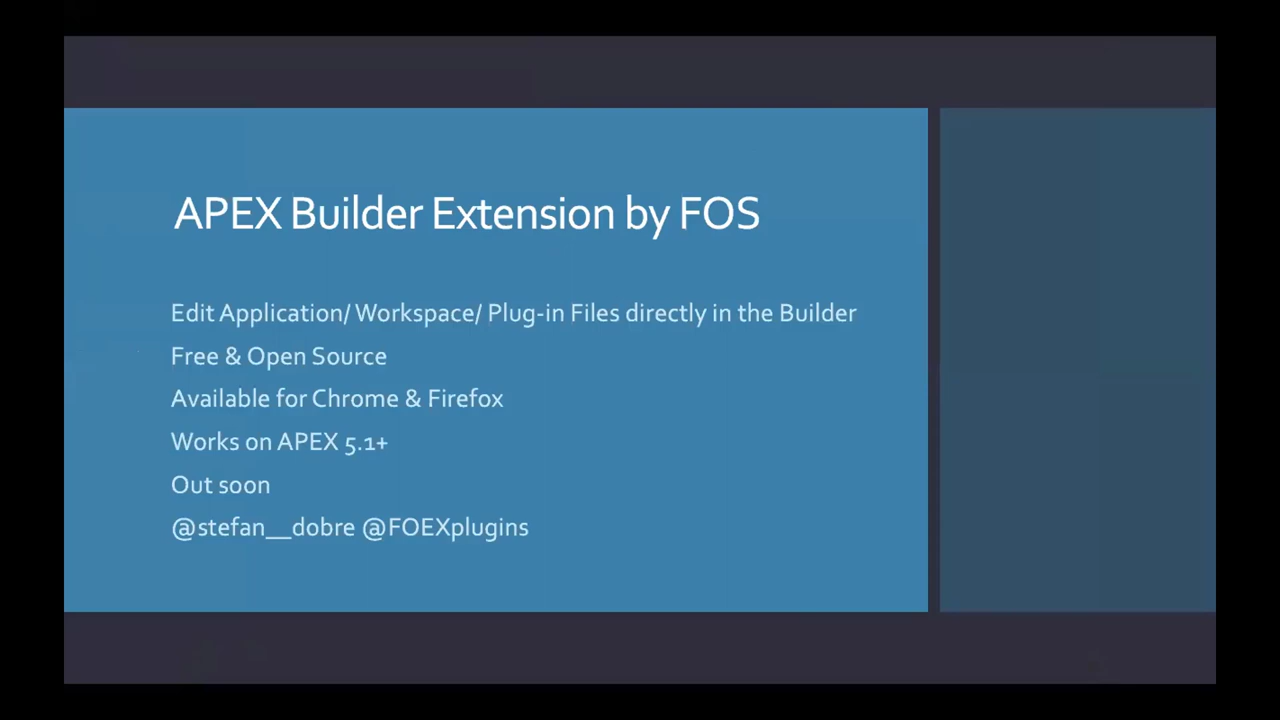 APEX Builder Extension by FOS
Edit Application/ Workspace/ Plug-in Files directly in the Builder
Free & Open Source
Available for Chrome & Firefox
Works on APEX 5.1+
Out soon
@stefan__dobre @FOEXplugins